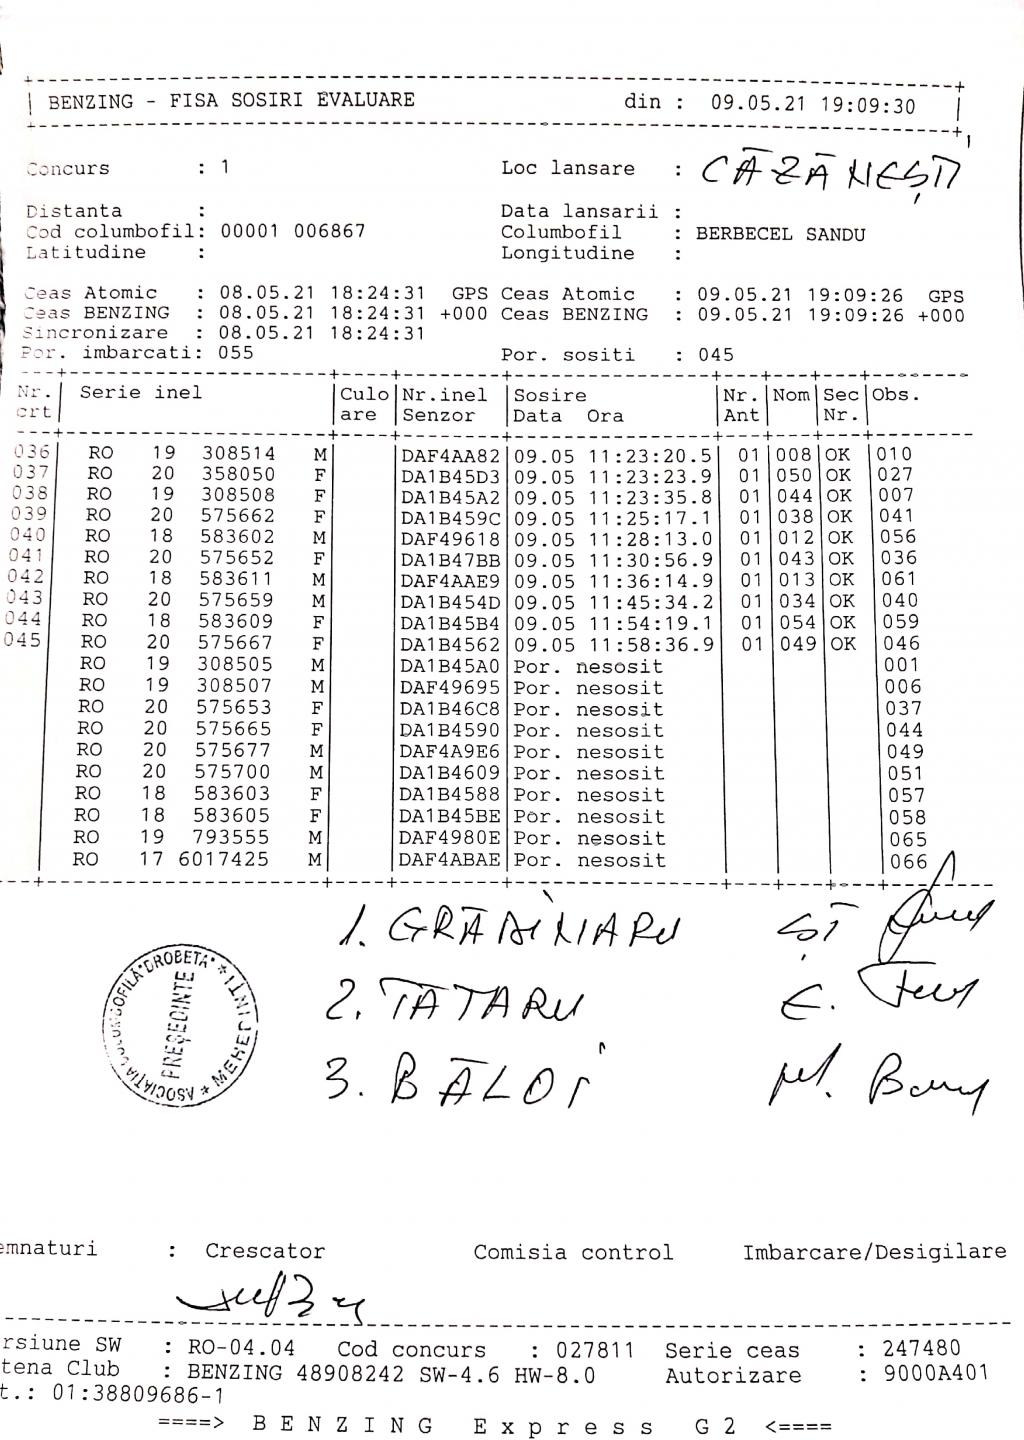 BENZING - FISA SOSIRI EVALUARE din : 09.05.21 19:09:30
Concurs : 1 Loc lansare : CĂZĂNEȘTI
Distanta : Data lansarii :
Cod columbofil: 00001 006867 Columbofil : BERBECEL SANDU
Latitudine : Longitudine :
Ceas Atomic : 08.05.21 18:24:31 GPS Ceas Atomic : 09.05.21 19:09:26 GPS
Ceas BENZING : 08.05.21 18:24:31 +000 Ceas BENZING : 09.05.21 19:09:26 +000
Sincronizare : 08.05.21 18:24:31
Por. imbarcati: 055 Por. sositi : 045
Nr. Serie inel Culo Nr.inel Sosire Nr. Nom Sec Obs.
crt are Senzor Data Ora Ant Nr.
036 RO 19 308514 M DAF4AA82 09.05 11:23:20.5 01 008 OK 010
037 RO 20 358050 F DA1B45D3 09.05 11:23:23.9 01 050 OK 027
038 RO 19 308508 F DA1B45A2 09.05 11:23:35.8 01 044 OK 007
039 RO 20 575662 F DA1B459C 09.05 11:25:17.1 01 038 OK 041
040 RO 18 583602 M DAF49618 09.05 11:28:13.0 01 012 OK 056
041 RO 20 575652 F DA1B47BB 09.05 11:30:56.9 01 043 OK 036
042 RO 18 583611 M DAF4AAE9 09.05 11:36:14.9 01 013 OK 061
043 RO 20 575659 M DA1B454D 09.05 11:45:34.2 01 034 OK 040
044 RO 18 583609 F DA1B45B4 09.05 11:54:19.1 01 054 OK 059
045 RO 20 575667 F DA1B4562 09.05 11:58:36.9 01 049 OK 046
RO 19 308505 M DA1B45A0 Por. nesosit 001
RO 19 308507 M DAF49695 Por. nesosit 006
RO 20 575653 F DA1B46C8 Por. nesosit 037
RO 20 575665 F DA1B4590 Por. nesosit 044
RO 20 575677 M DAF4A9E6 Por. nesosit 049
RO 20 575700 M DA1B4609 Por. nesosit 051
RO 18 583603 F DA1B4588 Por. nesosit 057
RO 18 583605 F DA1B45BE Por. nesosit 058
RO 19 793555 M DAF4980E Por. nesosit 065
RO 17 6017425 M DAF4ABAE Por. nesosit 066
1. GRĂDINARU ȘT
2. TĂTARU E.
3. BĂLOI
ASOCIAȚIA COLUMBOFILĂ "DROBETA" * MEHEDINȚI *
PREȘEDINTE
emnaturi : Crescator Comisia control Imbarcare/Desigilare
rsiune SW : RO-04.04 Cod concurs : 027811 Serie ceas : 247480
tena Club : BENZING 48908242 SW-4.6 HW-8.0 Autorizare : 9000A401
t.: 01:38809686-1
====> B E N Z I N G E x p r e s s G 2 <====